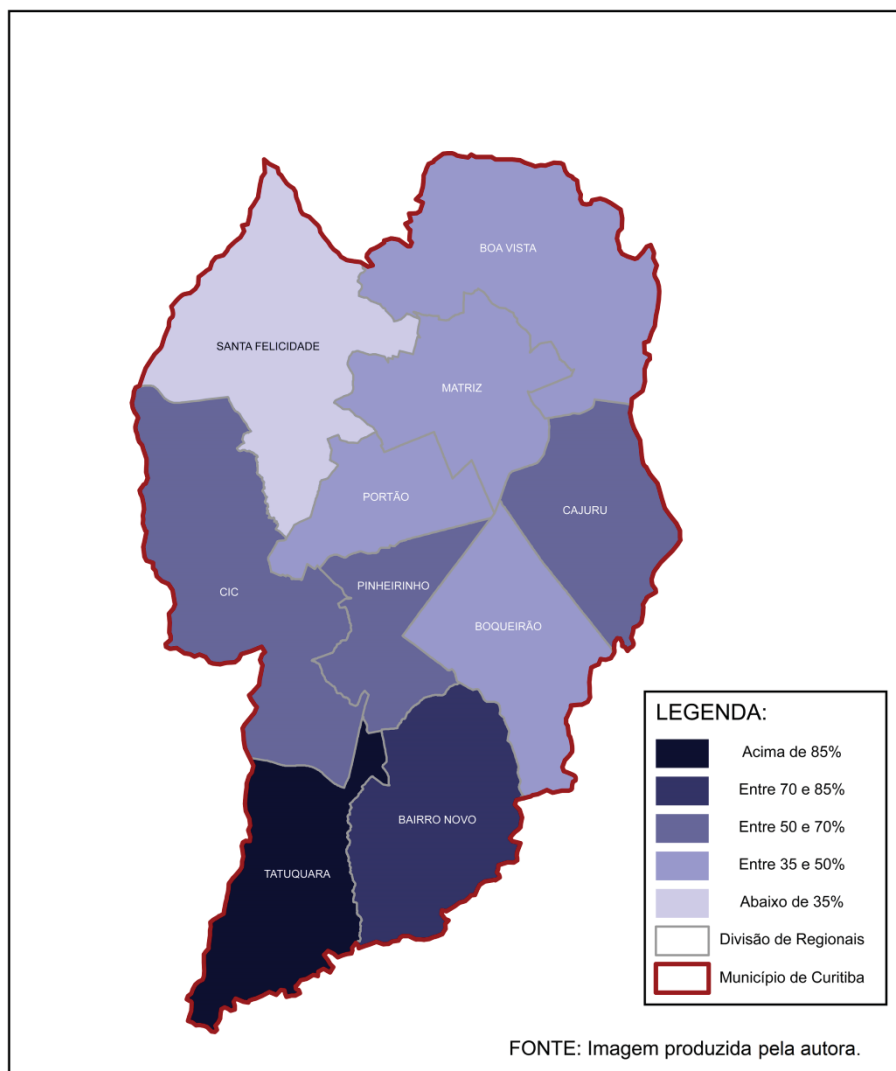 BOA VISTA
SANTA FELICIDADE
MATRIZ
PORTÃO
CAJURU
PINHEIRINHO
CIC
BOQUEIRÃO
BAIRRO NOVO
TATUQUARA
LEGENDA:
Acima de 85%
Entre 70 e 85%
Entre 50 e 70%
Entre 35 e 50%
Abaixo de 35%
Divisão de Regionais
Município de Curitiba
FONTE: Imagem produzida pela autora.